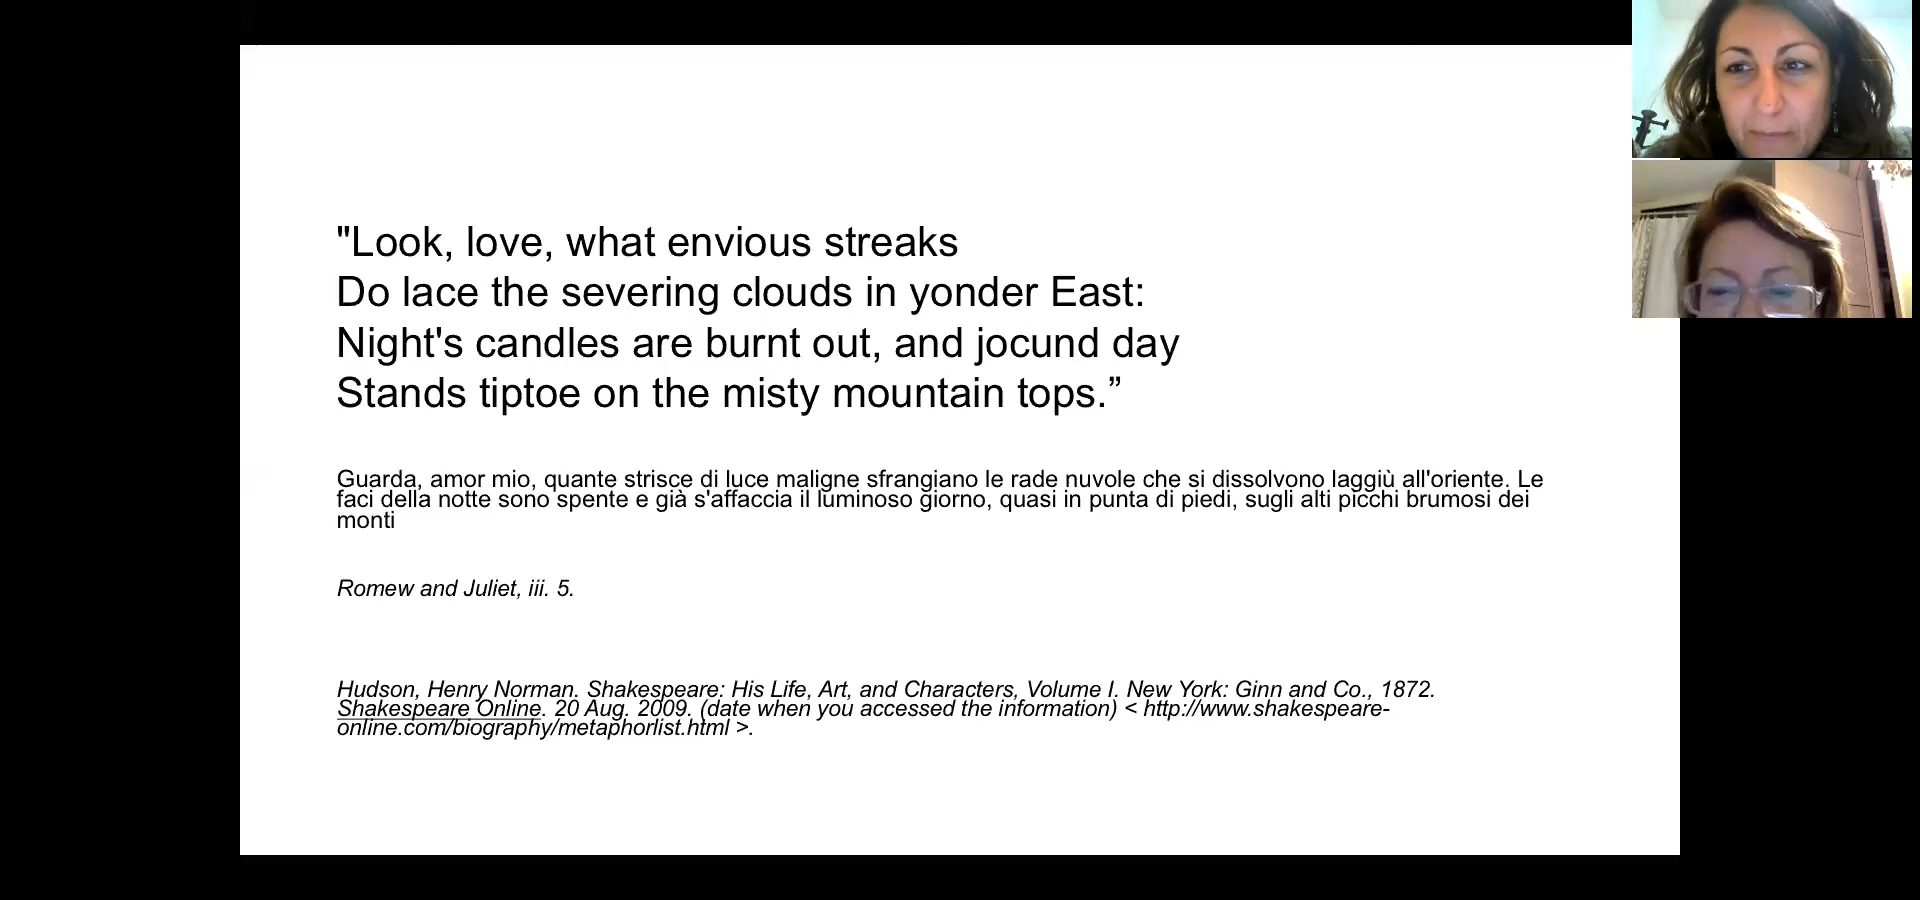 "Look, love, what envious streaks
Do lace the severing clouds in yonder East:
Night's candles are burnt out, and jocund day
Stands tiptoe on the misty mountain tops.”
Guarda, amor mio, quante strisce di luce maligne sfrangiano le rade nuvole che si dissolvono laggiù all'oriente. Le
faci della notte sono spente e già s'affaccia il luminoso giorno, quasi in punta di piedi, sugli alti picchi brumosi dei
monti
Romew and Juliet, iii. 5.
Hudson, Henry Norman. Shakespeare: His Life, Art, and Characters, Volume I. New York: Ginn and Co., 1872.
Shakespeare Online. 20 Aug. 2009. (date when you accessed the information) < http://www.shakespeare-
online.com/biography/metaphorlist.html >.